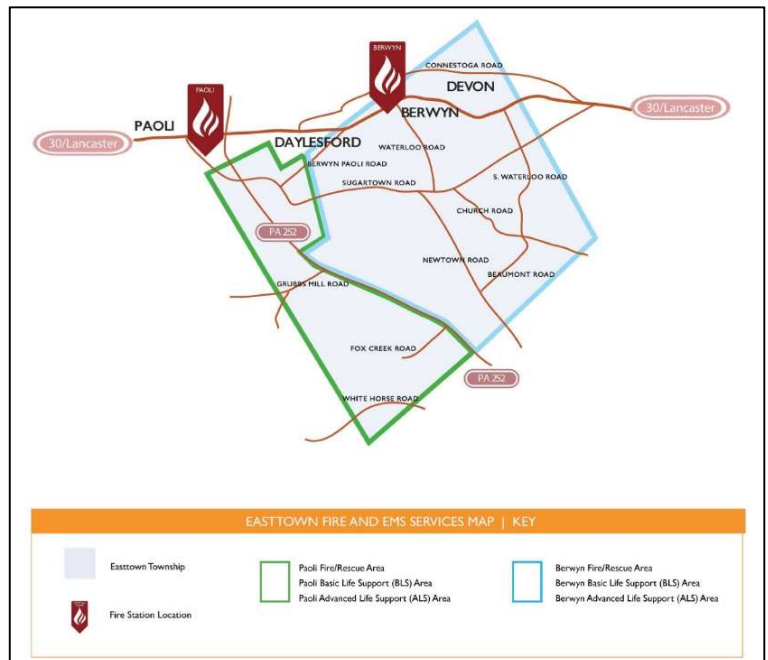 BERWYN
CONNESTOGA ROAD
DEVON
PAOLI
30/Lancaster
BERWYN
PAOLI
30/Lancaster
DAYLESFORD
WATERLOO ROAD
BERWYN PAOLI ROAD
SUGARTOWN ROAD
S. WATERLOO ROAD
CHURCH ROAD
PA 252
NEWTOWN ROAD
BEAUMONT ROAD
GRUBBS MILL ROAD
FOX CREEK ROAD
PA 252
WHITE HORSE ROAD
EASTTOWN FIRE AND EMS SERVICES MAP | KEY
Easttown Township
Fire Station Location
Paoli Fire/Rescue Area
Paoli Basic Life Support (BLS) Area
Paoli Advanced Life Support (ALS) Area
Berwyn Fire/Rescue Area
Berwyn Basic Life Support (BLS) Area
Berwyn Advanced Life Support (ALS) Area